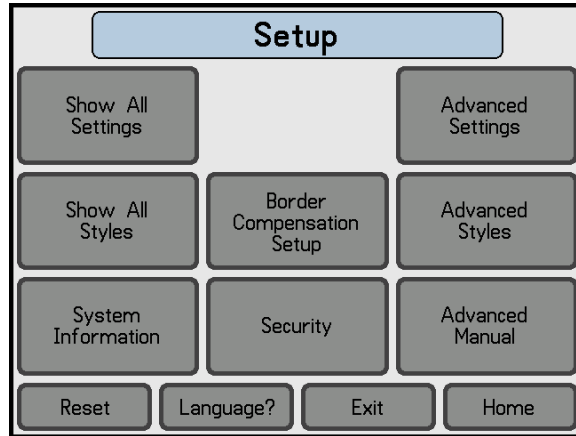 Setup
Show All
Settings
Advanced
Settings
Show All
Styles
Border
Compensation
Setup
Advanced
Styles
System
Information
Security
Advanced
Manual
Reset
Language?
Exit
Home